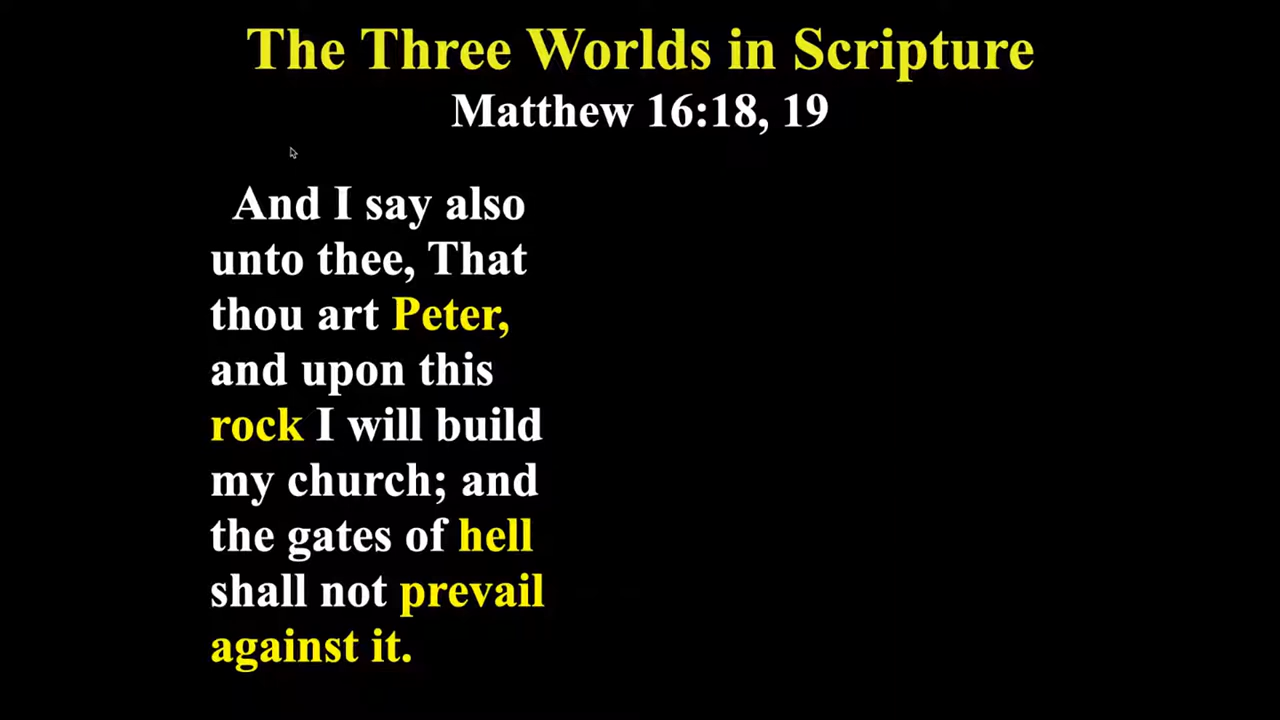 The Three Worlds in Scripture
Matthew 16:18, 19
And I say also
unto thee, That
thou art Peter,
and upon this
rock I will build
my church; and
the gates of hell
shall not prevail
against it.